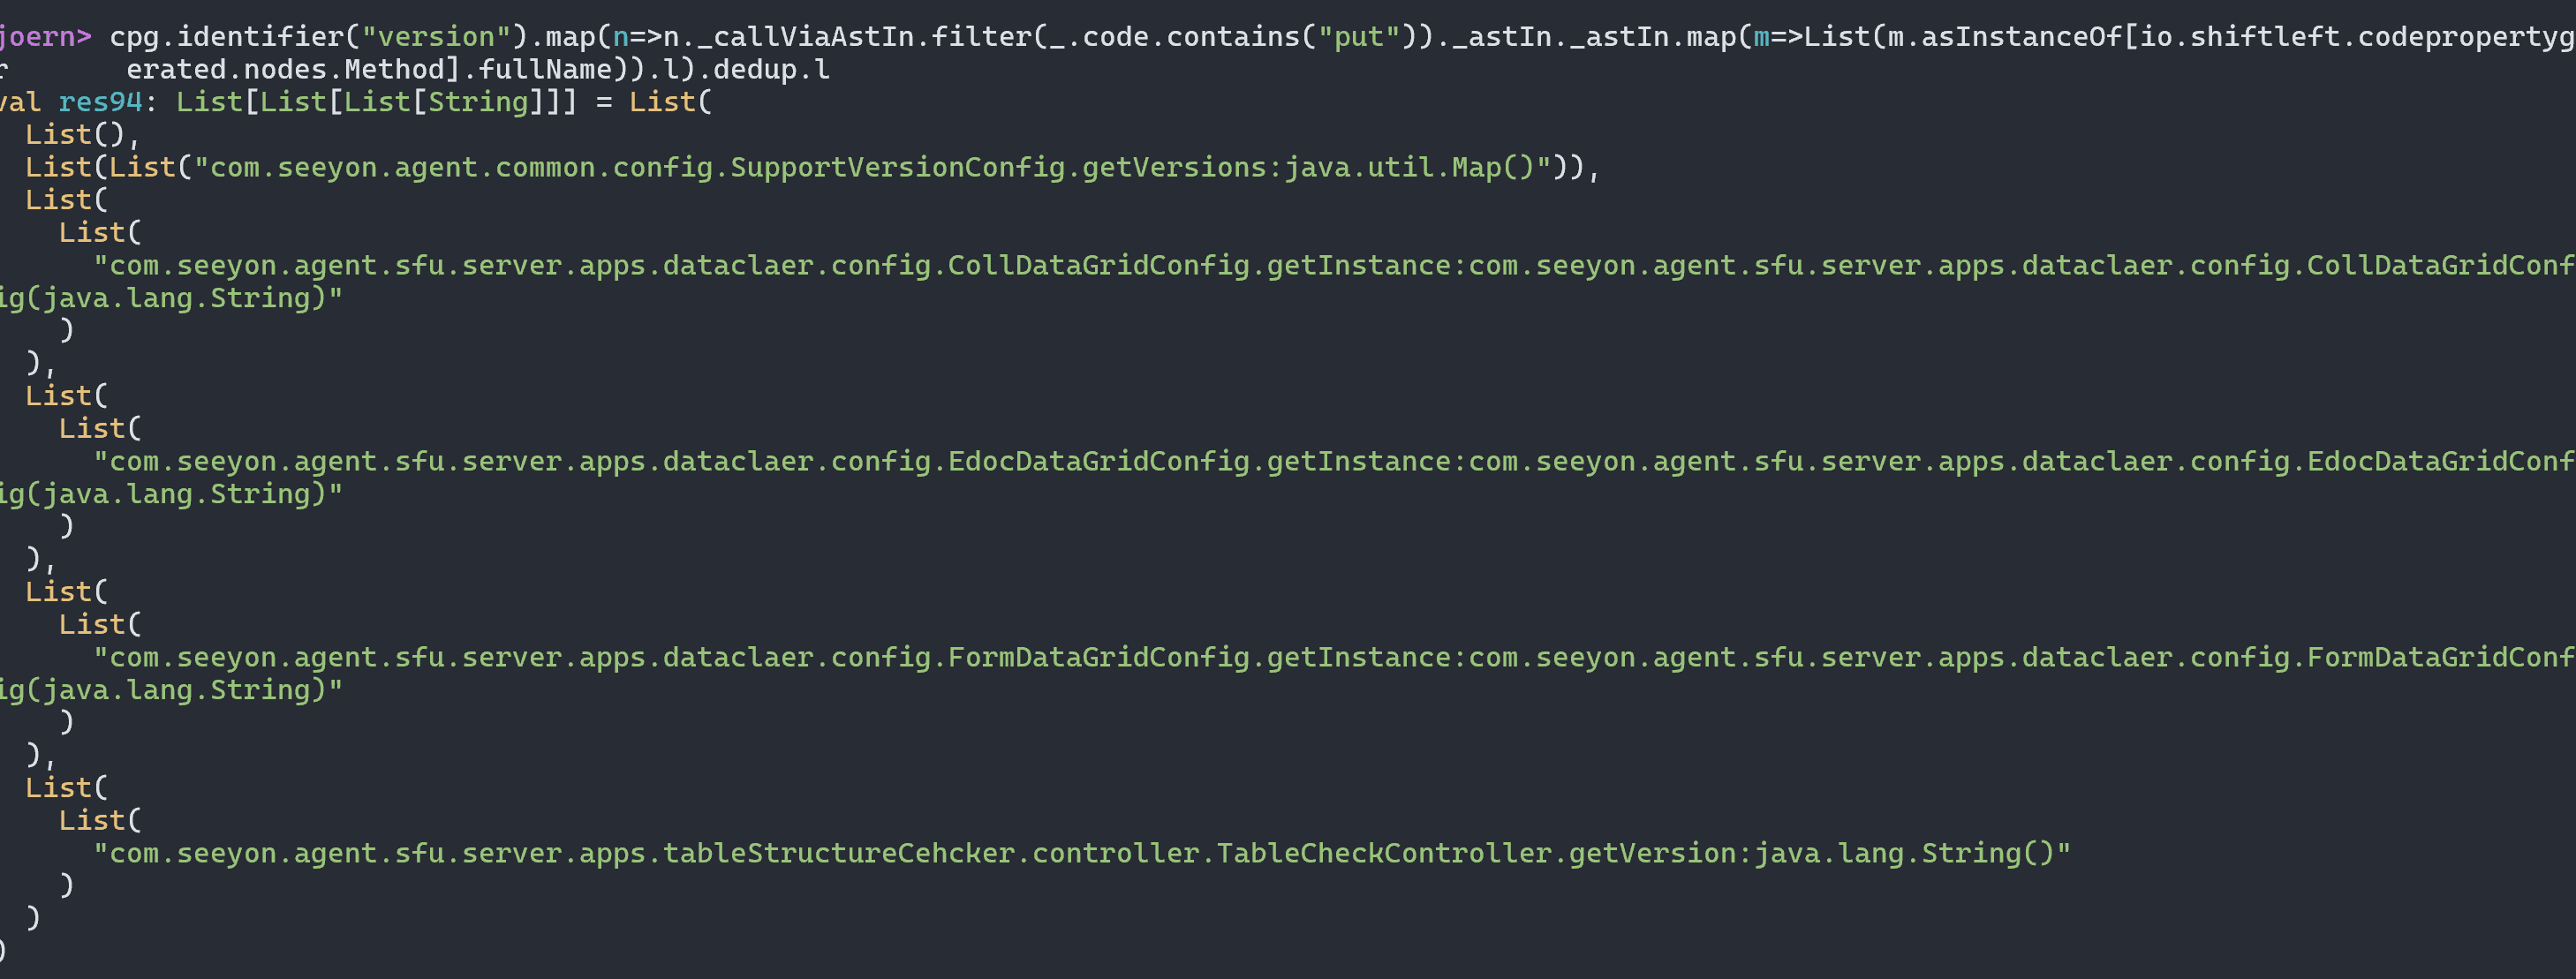 joern> cpg.identifier("version").map(n=>n._callViaAstIn.filter(_.code.contains("put"))._astIn._astIn.map(m=>List(m.asInstanceOf[io.shiftleft.codepropertyg
r       erated.nodes.Method].fullName)).l).dedup.l
val res94: List[List[List[String]]] = List(
  List(),
  List(List("com.seeyon.agent.common.config.SupportVersionConfig.getVersions:java.util.Map()")),
  List(
    List(
      "com.seeyon.agent.sfu.server.apps.dataclaer.config.CollDataGridConfig.getInstance:com.seeyon.agent.sfu.server.apps.dataclaer.config.CollDataGridConf
ig(java.lang.String)"
    )
  ),
  List(
    List(
      "com.seeyon.agent.sfu.server.apps.dataclaer.config.EdocDataGridConfig.getInstance:com.seeyon.agent.sfu.server.apps.dataclaer.config.EdocDataGridConf
ig(java.lang.String)"
    )
  ),
  List(
    List(
      "com.seeyon.agent.sfu.server.apps.dataclaer.config.FormDataGridConfig.getInstance:com.seeyon.agent.sfu.server.apps.dataclaer.config.FormDataGridConf
ig(java.lang.String)"
    )
  ),
  List(
    List(
      "com.seeyon.agent.sfu.server.apps.tableStructureCehcker.controller.TableCheckController.getVersion:java.lang.String()"
    )
  )
)